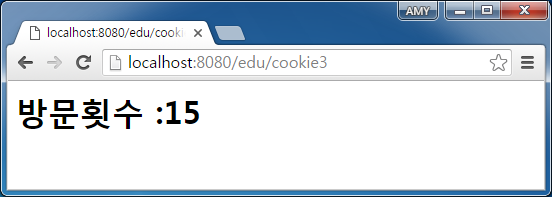 AMY
localhost:8080/edu/cooki
localhost:8080/edu/cookie3
방문횟수 :15